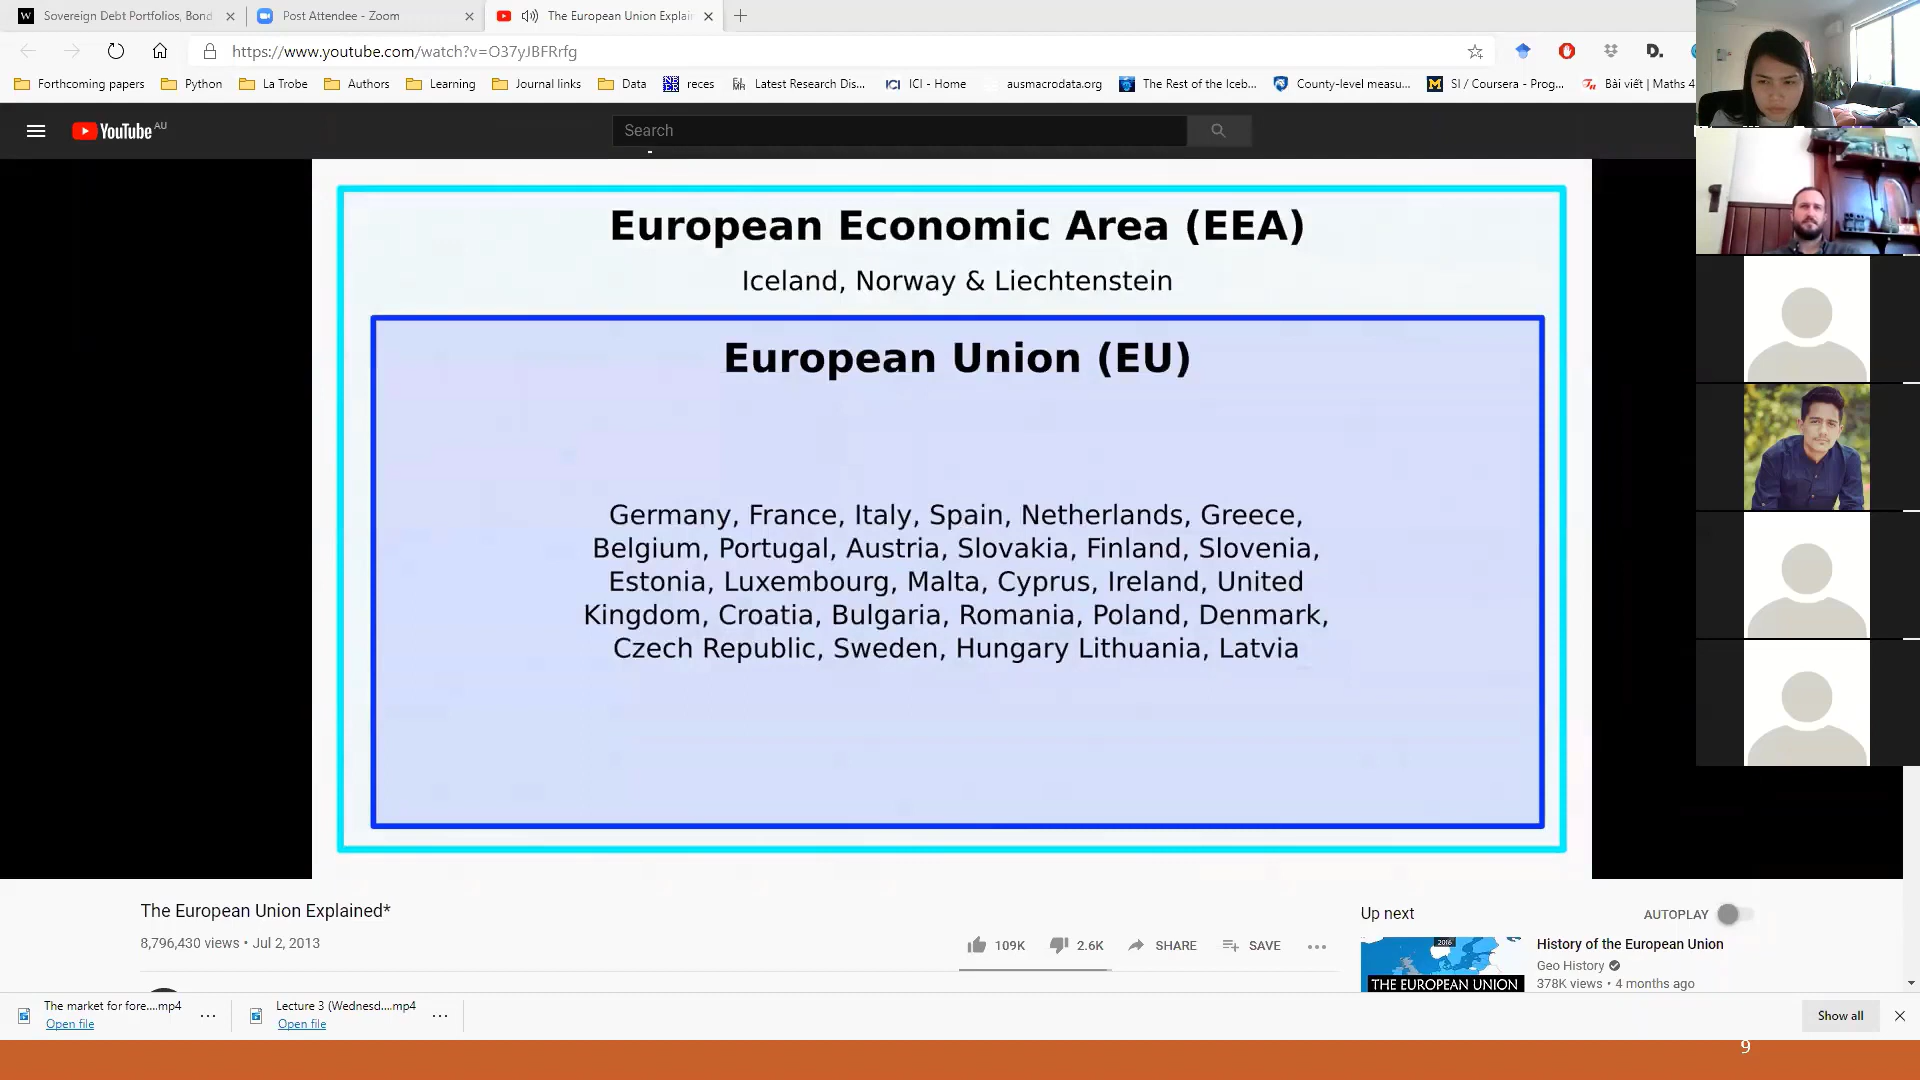 Sovereign Debt Portfolios, Bond
Post Attendee - Zoom
The European Union Explain
https://www.youtube.com/watch?v=O37yJBFRrfg
Forthcoming papers
Python
La Trobe
Authors
Learning
Journal links
Data
reces
Latest Research Dis...
ICI - Home
ausmacrodata.org
The Rest of the Iceb...
County-level measu...
SI / Coursera - Prog...
Bài viết | Maths 4
YouTube AU
Search
European Economic Area (EEA)
Iceland, Norway & Liechtenstein
European Union (EU)
Germany, France, Italy, Spain, Netherlands, Greece,
Belgium, Portugal, Austria, Slovakia, Finland, Slovenia,
Estonia, Luxembourg, Malta, Cyprus, Ireland, United
Kingdom, Croatia, Bulgaria, Romania, Poland, Denmark,
Czech Republic, Sweden, Hungary Lithuania, Latvia
The European Union Explained*
8,796,430 views • Jul 2, 2013
109K
2.6K
SHARE
SAVE
Up next
AUTOPLAY
2016
THE EUROPEAN UNION
History of the European Union
Geo History
378K views • 4 months ago
The market for fore....mp4
Open file
Lecture 3 (Wednesd....mp4
Open file
Show all
9